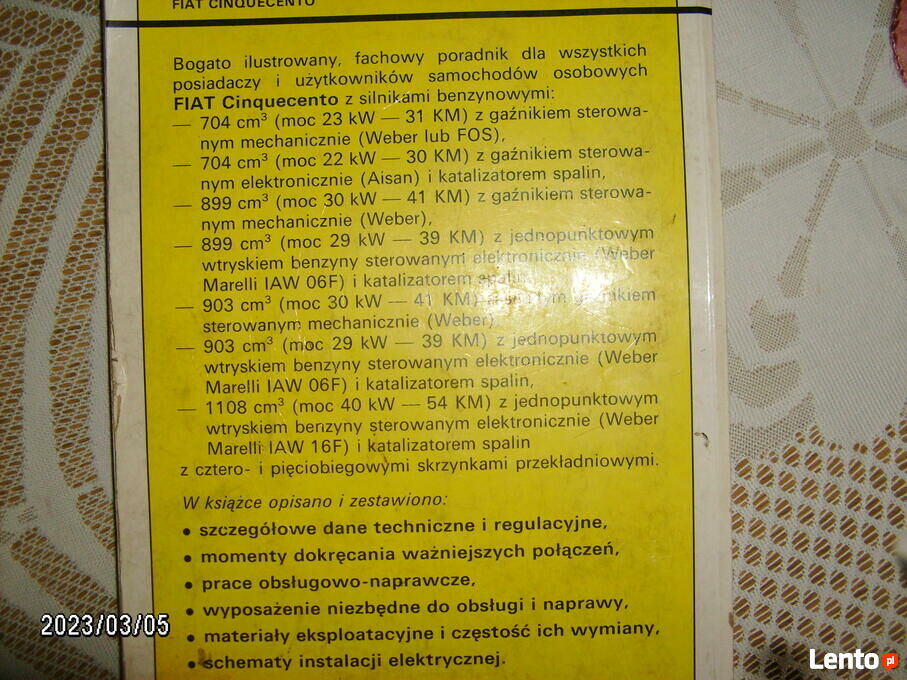 FIAT CINQUECENTO
Bogato ilustrowany, fachowy poradnik dla wszystkich
posiadaczy i użytkowników samochodów osobowych
FIAT Cinquecento z silnikami benzynowymi:
— 704 cm³ (moc 23 kW — 31 KM) z gaźnikiem sterowa-
nym mechanicznie (Weber lub FOS),
— 704 cm³ (moc 22 kW — 30 KM) z gaźnikiem sterowa-
nym elektronicznie (Aisan) i katalizatorem spalin,
— 899 cm³ (moc 30 kW — 41 KM) z gaźnikiem sterowa-
nym mechanicznie (Weber),
— 899 cm³ (moc 29 kW — 39 KM) z jednopunktowym
wtryskiem benzyny sterowanym elektronicznie (Weber
Marelli IAW 06F) i katalizatorem spalin,
— 903 cm³ (moc 30 kW — 41 KM) z gaźnikiem
sterowanym mechanicznie (Weber)
— 903 cm³ (moc 29 kW — 39 KM) z jednopunktowym
wtryskiem benzyny sterowanym elektronicznie (Weber
Marelli IAW 06F) i katalizatorem spalin,
— 1108 cm³ (moc 40 kW — 54 KM) z jednopunktowym
wtryskiem benzyny sterowanym elektronicznie (Weber
Marelli IAW 16F) i katalizatorem spalin
z cztero- i pięciobiegowymi skrzynkami przekładniowymi.
W książce opisano i zestawiono:
• szczegółowe dane techniczne i regulacyjne,
• momenty dokręcania ważniejszych połączeń,
• prace obsługowo-naprawcze,
• wyposażenie niezbędne do obsługi i naprawy,
• materiały eksploatacyjne i częstość ich wymiany,
• schematy instalacji elektrycznej.
2023/03/05
Lento pl